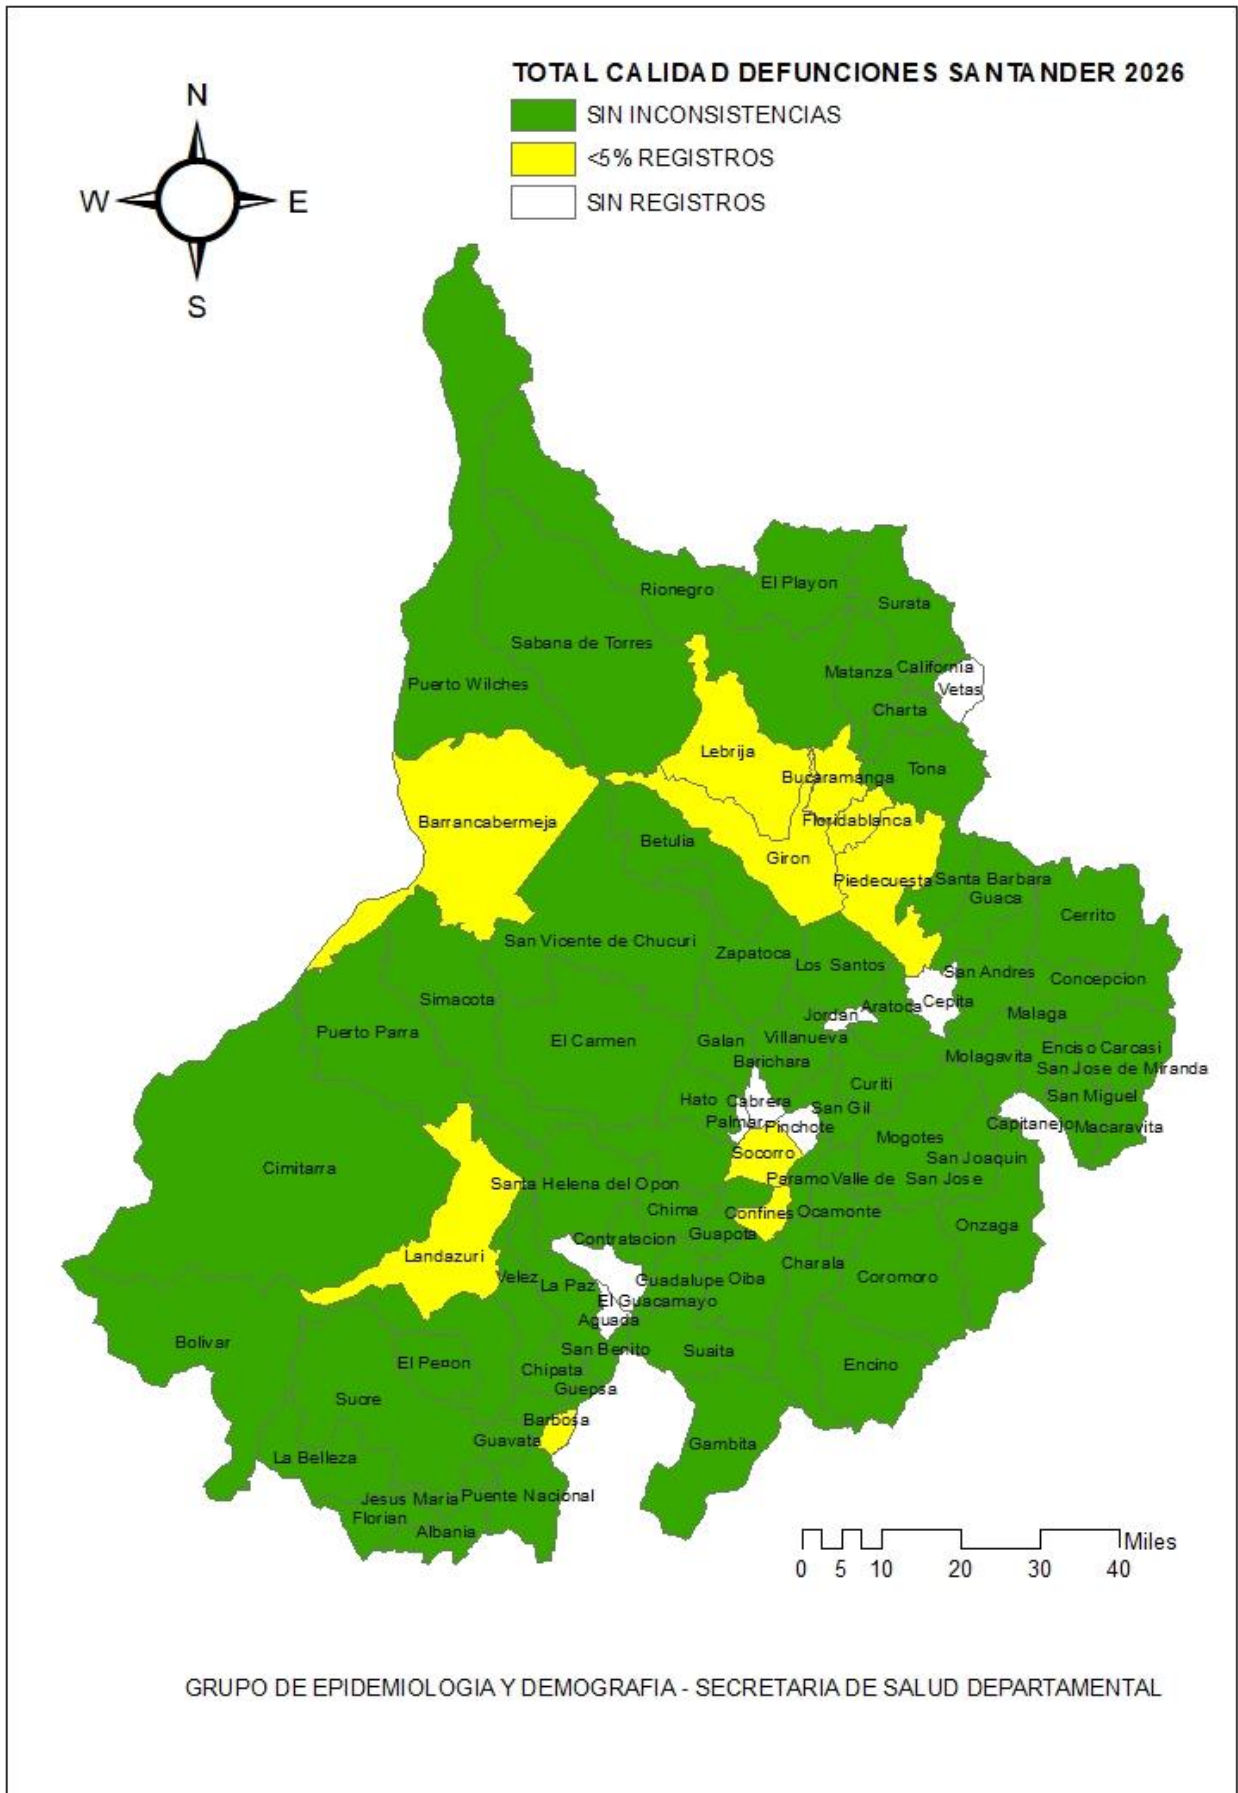 TOTAL CALIDAD DEFUNCIONES SANTANDER 2026
SIN INCONSISTENCIAS
<5% REGISTROS
SIN REGISTROS
N
W
E
S
El Playon
Rionegro
Surata
Sabana de Torres
California
Matanza
Puerto Wilches
Vetas
Charta
Lebrija
Tona
Bucaramanga
Barrancabermeja
Floridablanca
Betulia
Giron
Piedecuesta
Santa Barbara
Guaca
Cerrito
San Vicente de Chucuri
Zapatoca
Los Santos
San Andres
Concepcion
Simacota
Cepita
Aratoca
Jordan
Malaga
Puerto Parra
El Carmen
Galan
Villanueva
Enciso
Carcasi
Molagavita
Barichara
San Jose de Miranda
Curiti
San Miguel
Hato
Cabrera
San Gil
Palmar
Pinchote
Capitanejo
Macaravita
Mogotes
Socorro
San Joaquin
Cimitarra
Paramo
Valle de San Jose
Santa Helena del Opon
Chima
Confines
Ocamonte
Onzaga
Guapota
Contratacion
Landazuri
Charala
Velez
La Paz
Guadalupe
Oiba
Coromoro
El Guacamayo
Aguada
Bolivar
San Benito
Suaita
El Pe¤on
Chipata
Encino
Guepsa
Sucre
Barbosa
Guavata
Gambita
La Belleza
Jesus Maria
Puente Nacional
Florian
Albania
Miles
0 5 10 20 30 40
GRUPO DE EPIDEMIOLOGIA Y DEMOGRAFIA - SECRETARIA DE SALUD DEPARTAMENTAL